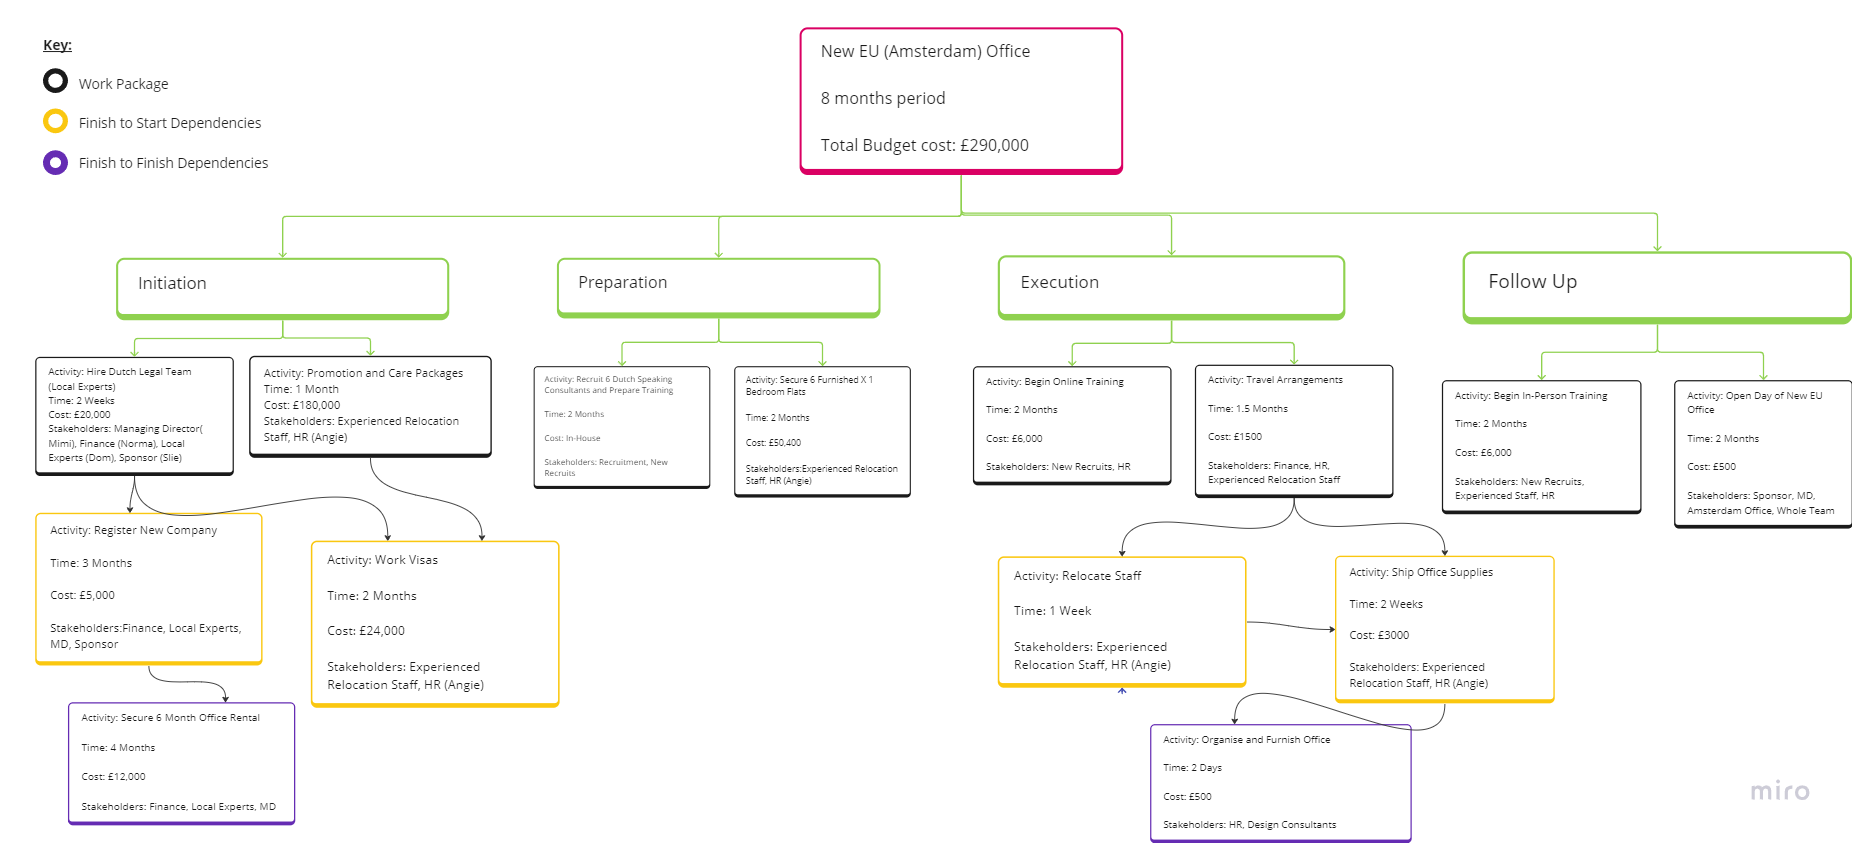 Key:
Work Package
Finish to Start Dependencies
Finish to Finish Dependencies
New EU (Amsterdam) Office
8 months period
Total Budget cost: £290,000
Initiation
Preparation
Execution
Follow Up
Activity: Hire Dutch Legal Team
(Local Experts)
Time: 2 Weeks
Cost: £20,000
Stakeholders: Managing Director(
Mimi), Finance (Norma), Local
Experts (Dom), Sponsor (Slie)
Activity: Promotion and Care Packages
Time: 1 Month
Cost: £180,000
Stakeholders: Experienced Relocation
Staff, HR (Angie)
Activity: Recruit 6 Dutch Speaking
Consultants and Prepare Training
Time: 2 Months
Cost: In-House
Stakeholders: Recruitment, New
Recruits
Activity: Secure 6 Furnished X 1
Bedroom Flats
Time: 2 Months
Cost: £50,400
Stakeholders:Experienced Relocation
Staff, HR (Angie)
Activity: Begin Online Training
Time: 2 Months
Cost: £6,000
Stakeholders: New Recruits, HR
Activity: Travel Arrangements
Time: 1.5 Months
Cost: £1500
Stakeholders: Finance, HR,
Experienced Relocation Staff
Activity: Begin In-Person Training
Time: 2 Months
Cost: £6,000
Stakeholders: New Recruits,
Experienced Staff, HR
Activity: Open Day of New EU
Office
Time: 2 Months
Cost: £500
Stakeholders: Sponsor, MD,
Amsterdam Office, Whole Team
Activity: Register New Company
Time: 3 Months
Cost: £5,000
Stakeholders:Finance, Local Experts,
MD, Sponsor
Activity: Work Visas
Time: 2 Months
Cost: £24,000
Stakeholders: Experienced
Relocation Staff, HR (Angie)
Activity: Relocate Staff
Time: 1 Week
Stakeholders: Experienced
Relocation Staff, HR (Angie)
Activity: Ship Office Supplies
Time: 2 Weeks
Cost: £3000
Stakeholders: Experienced
Relocation Staff, HR (Angie)
Activity: Secure 6 Month Office Rental
Time: 4 Months
Cost: £12,000
Stakeholders: Finance, Local Experts, MD
Activity: Organise and Furnish Office
Time: 2 Days
Cost: £500
Stakeholders: HR, Design Consultants
miro